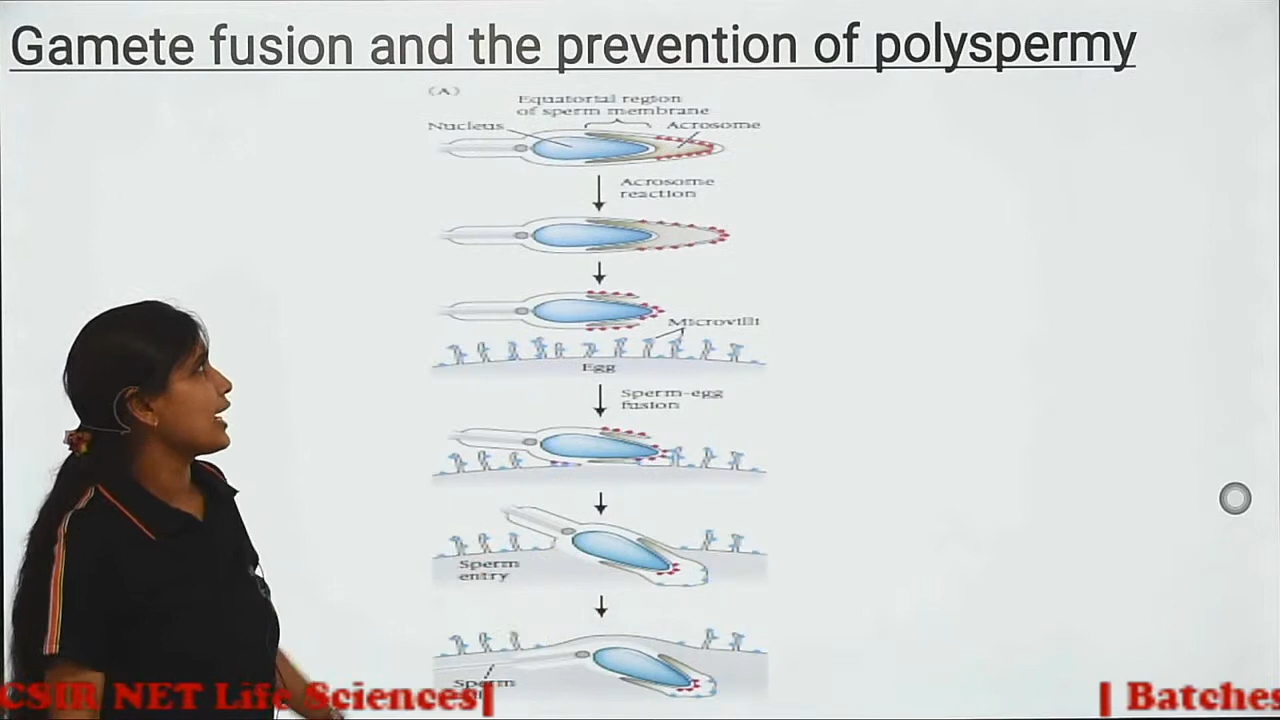 Gamete fusion and the prevention of polyspermy
(A)
Equatorial region
of sperm membrane
Nucleus
Acrosome
Acrosome
reaction
Microvilli
Egg
Sperm-egg
fusion
Sperm
entry
Sperm
CSIR NET Life Sciences|
| Batches